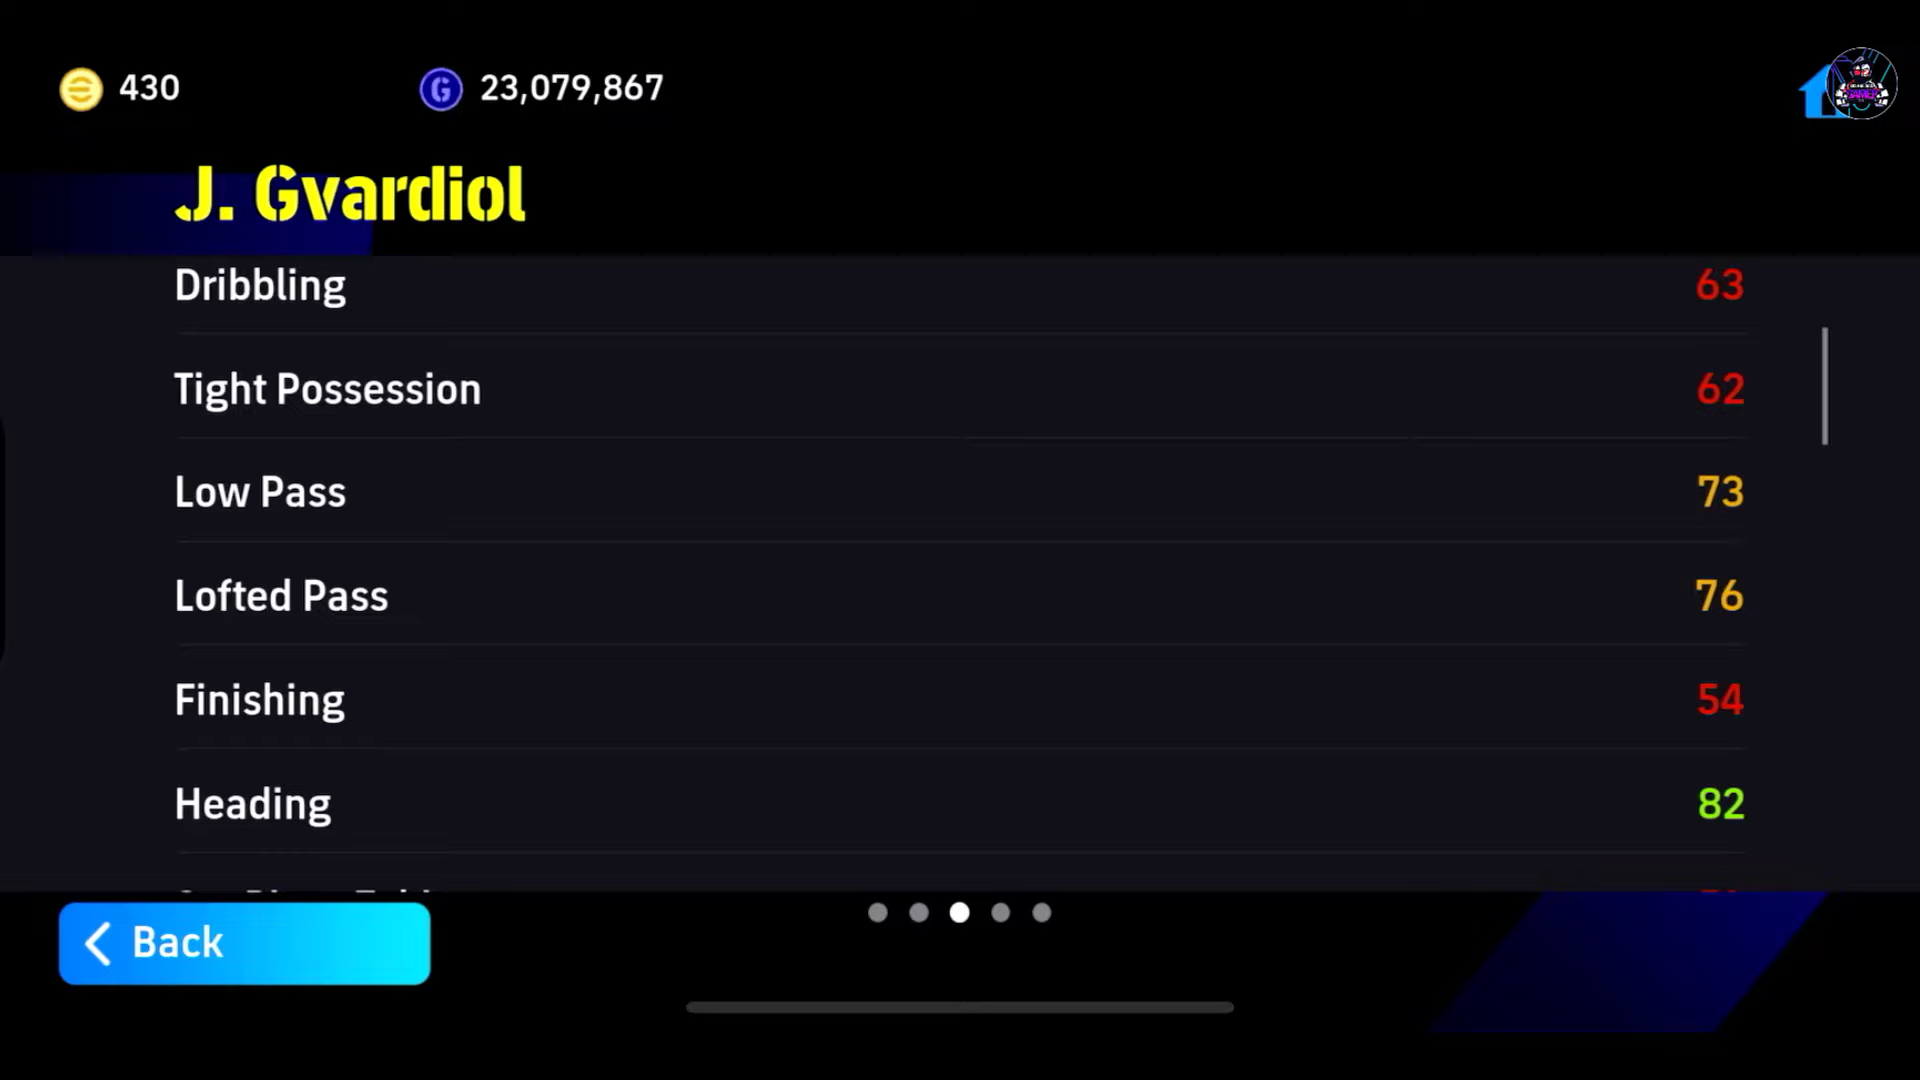 430
23,079,867
J. Gvardiol
Dribbling 63
Tight Possession 62
Low Pass 73
Lofted Pass 76
Finishing 54
Heading 82
Back